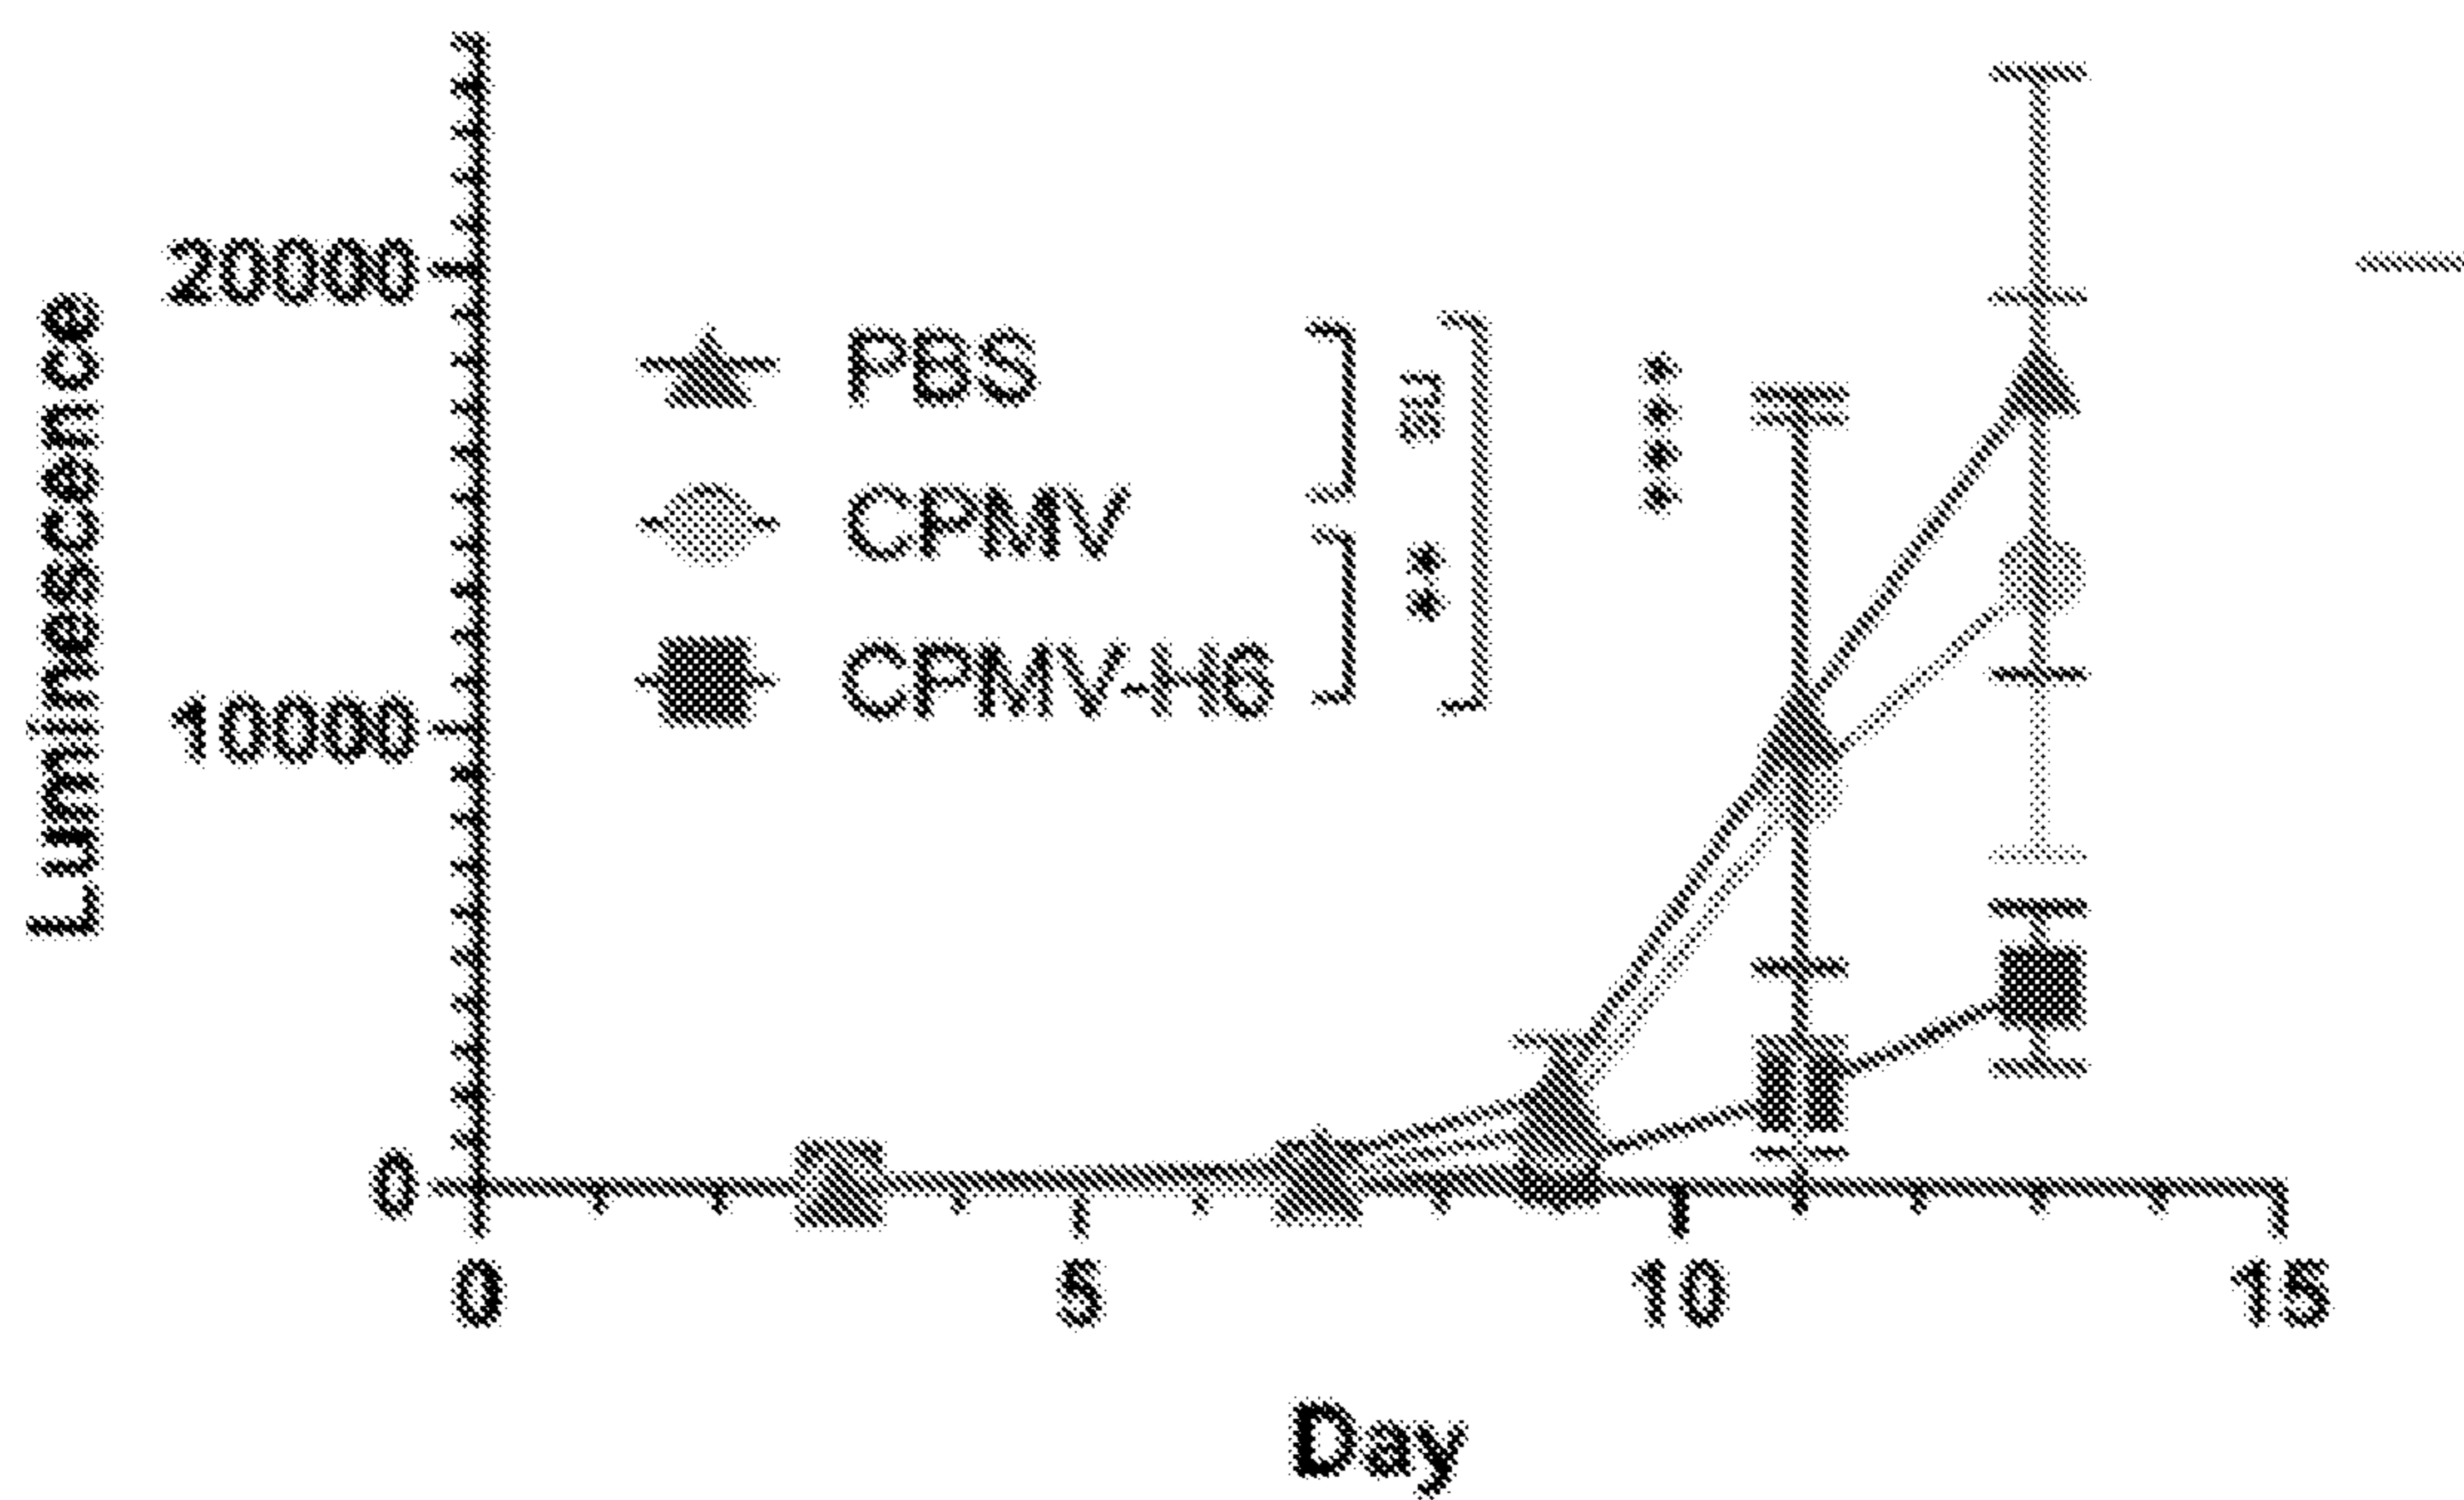 Luminescence
20000
10000
0
PBS
CPMV
CPMV-H6
ns
**
****
0 5 10 15
Day